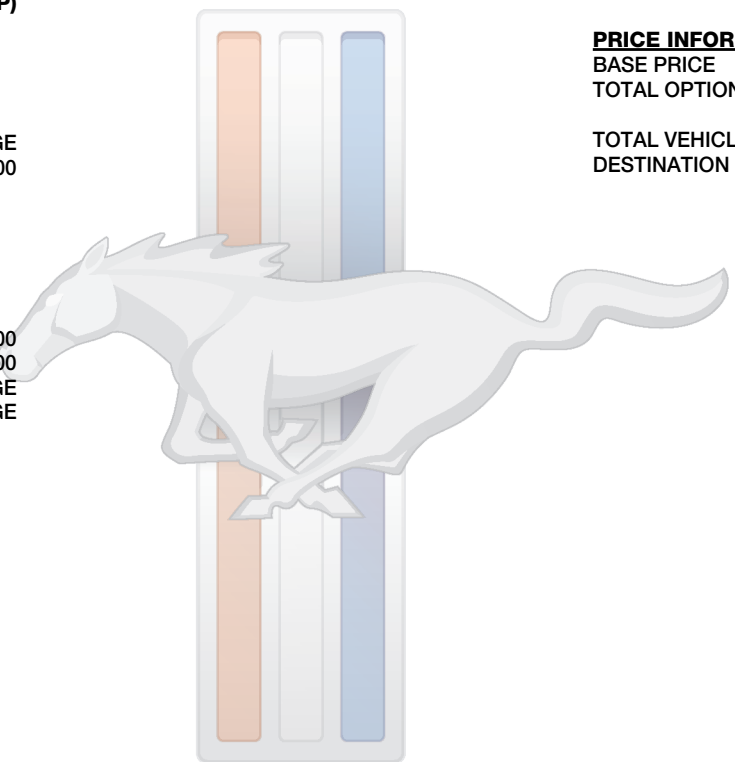 P)
GE
00
00
00
GE
GE
PRICE INFOR
BASE PRICE
TOTAL OPTION
TOTAL VEHICL
DESTINATION